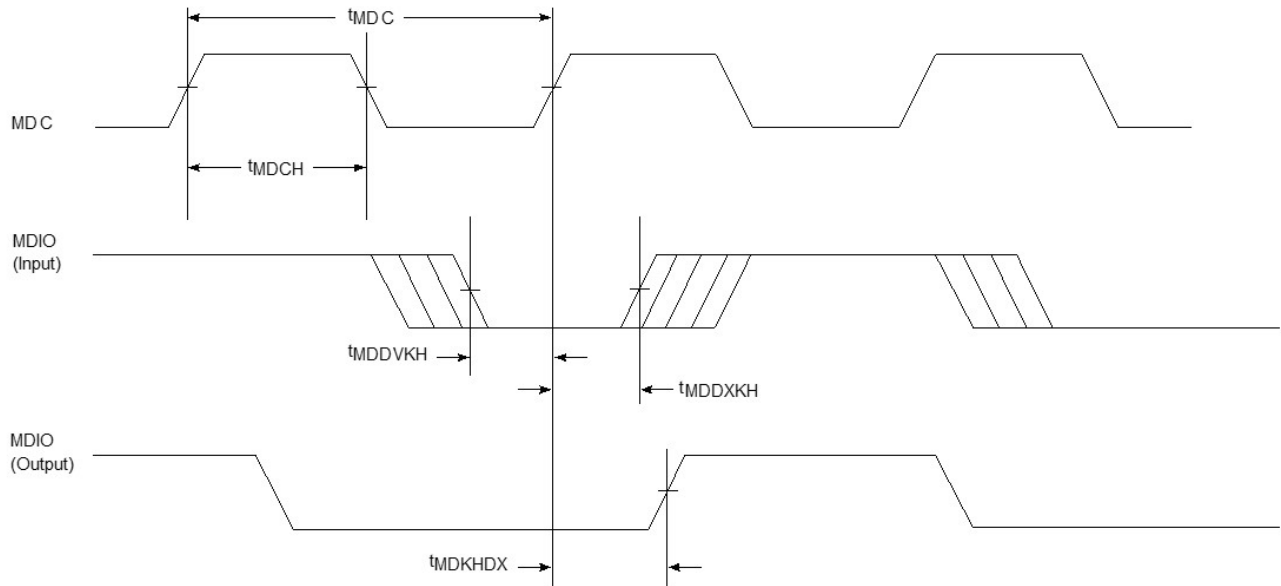 tMDC
MDC
tMDCH
MDIO
(Input)
tMDDVKH
tMDDXKH
MDIO
(Output)
tMDKHDX